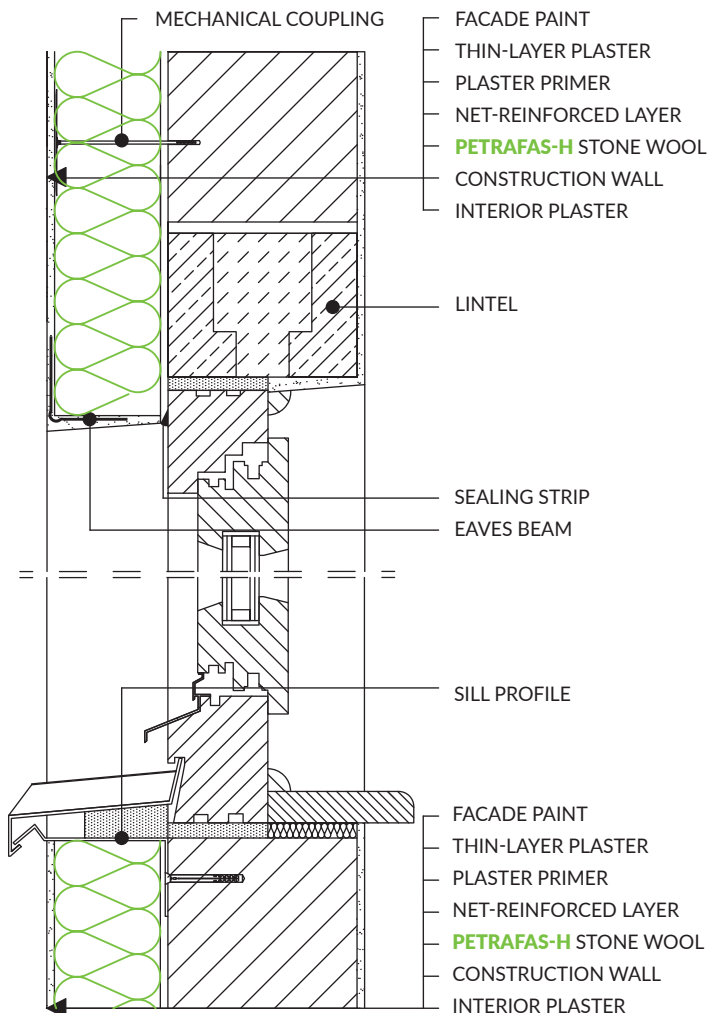 MECHANICAL COUPLING
FACADE PAINT
THIN-LAYER PLASTER
PLASTER PRIMER
NET-REINFORCED LAYER
PETRAFAS-H STONE WOOL
CONSTRUCTION WALL
INTERIOR PLASTER
LINTEL
SEALING STRIP
EAVES BEAM
SILL PROFILE
FACADE PAINT
THIN-LAYER PLASTER
PLASTER PRIMER
NET-REINFORCED LAYER
PETRAFAS-H STONE WOOL
CONSTRUCTION WALL
INTERIOR PLASTER